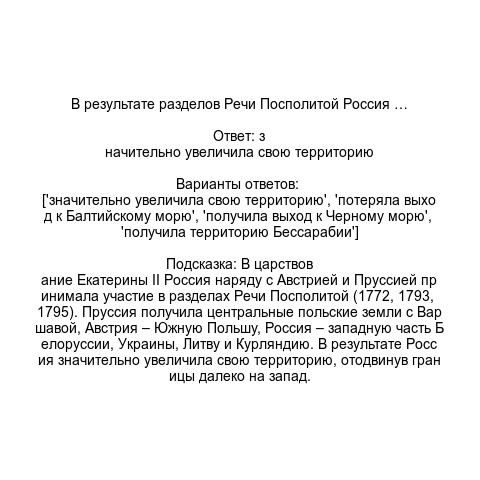 В результате разделов Речи Посполитой Россия …
Ответ: з
начительно увеличила свою территорию
Варианты ответов:
['значительно увеличила свою территорию', 'потеряла выхо
д к Балтийскому морю', 'получила выход к Черному морю',
'получила территорию Бессарабии']
Подсказка: В царствов
ание Екатерины II Россия наряду с Австрией и Пруссией пр
инимала участие в разделах Речи Посполитой (1772, 1793,
1795). Пруссия получила центральные польские земли с Вар
шавой, Австрия – Южную Польшу, Россия – западную часть Б
елоруссии, Украины, Литву и Курляндию. В результате Росс
ия значительно увеличила свою территорию, отодвинув гран
ицы далеко на запад.